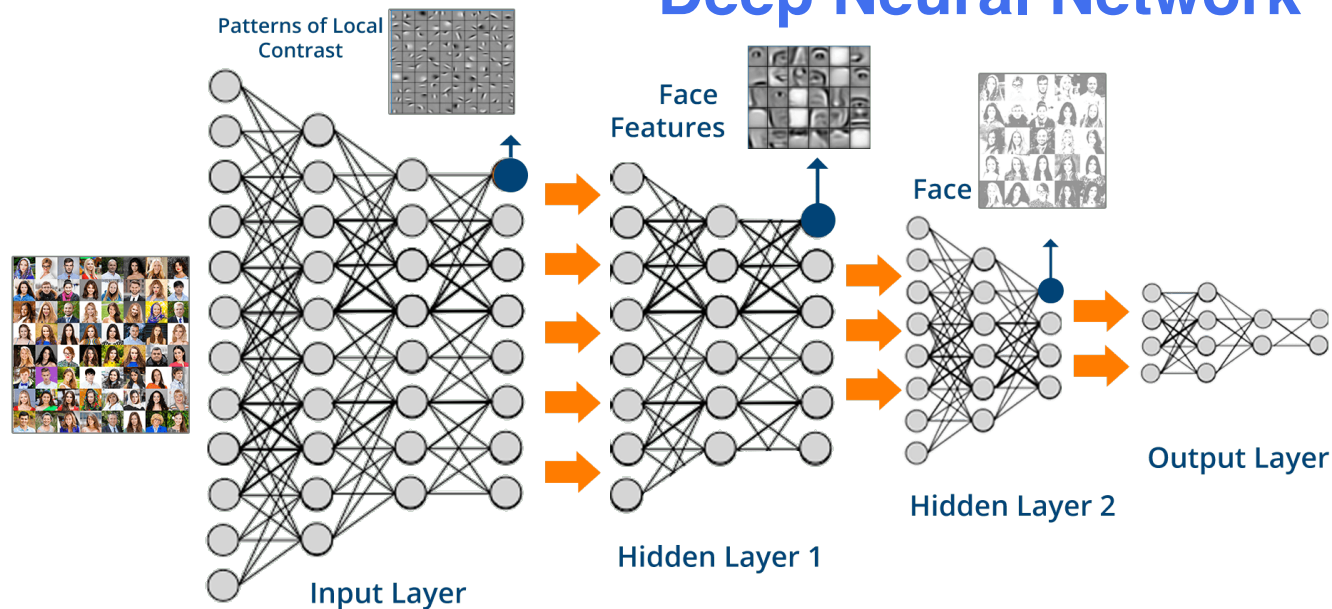 Deep Neural Network
Patterns of Local
Contrast
Face
Features
Face
Input Layer
Hidden Layer 1
Hidden Layer 2
Output Layer